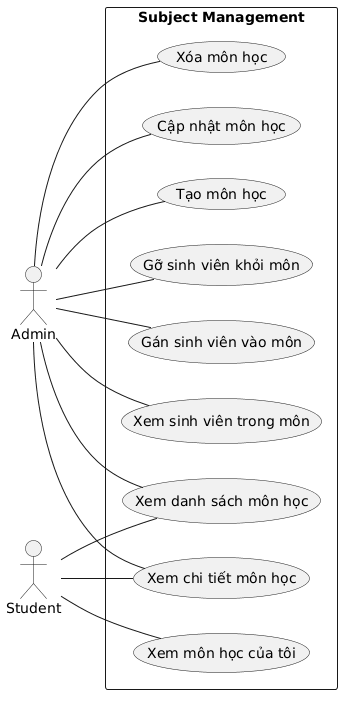 Subject Management
Xóa môn học
Cập nhật môn học
Tạo môn học
Gỡ sinh viên khỏi môn
Admin
Gán sinh viên vào môn
Xem sinh viên trong môn
Xem danh sách môn học
Student
Xem chi tiết môn học
Xem môn học của tôi